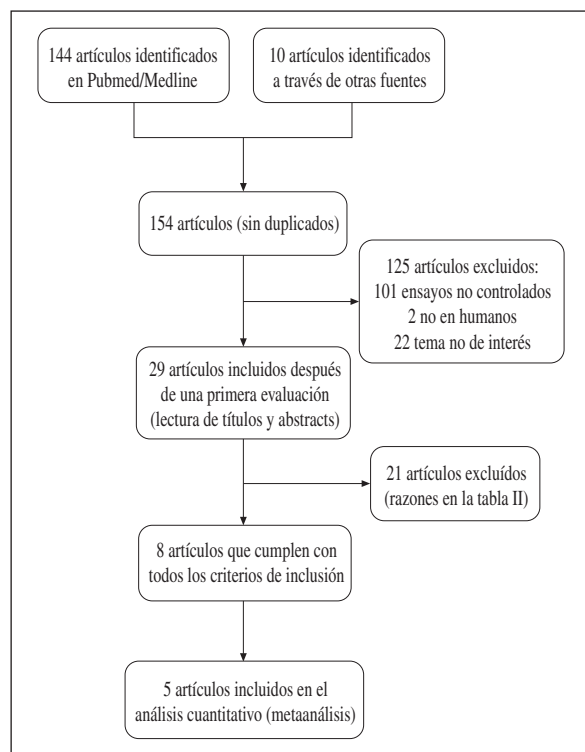 144 artículos identificados
en Pubmed/Medline
10 artículos identificados
a través de otras fuentes
154 artículos (sin duplicados)
125 artículos excluidos:
101 ensayos no controlados
2 no en humanos
22 tema no de interés
29 artículos incluidos después
de una primera evaluación
(lectura de títulos y abstracts)
21 artículos excluídos
(razones en la tabla II)
8 artículos que cumplen con
todos los criterios de inclusión
5 artículos incluidos en el
análisis cuantitativo (metaanálisis)